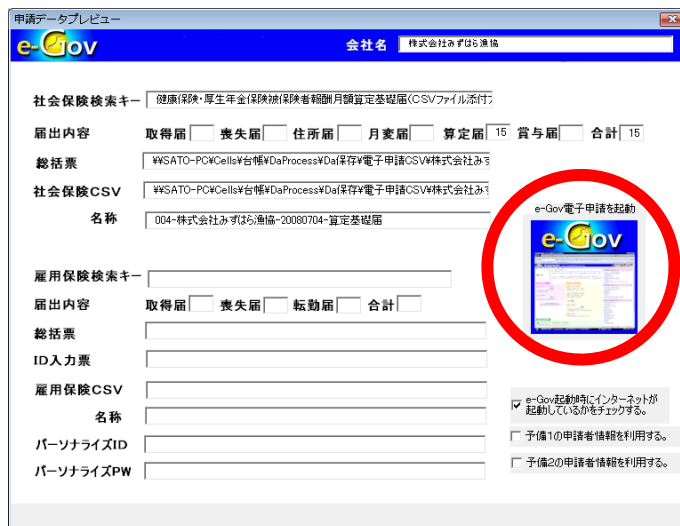 申請データプレビュー
e-Gov 会社名 株式会社みずほら漁協
社会保険検索キー 健康保険・厚生年金保険被保険者報酬月額算定基礎届(CSVファイル添付
届出内容 取得届 喪失届 住所届 月変届 算定届 15 賞与届 合計 15
総括票 ¥¥SATO-PC¥Cells¥台帳¥DaProcess¥Da保存¥電子申請CSV¥株式会社みず
社会保険CSV ¥¥SATO-PC¥Cells¥台帳¥DaProcess¥Da保存¥電子申請CSV¥株式会社みず
名称 004-株式会社みずほら漁協-20080704-算定基礎届
e-Gov電子申請を起動
e-Gov
雇用保険検索キー
届出内容 取得届 喪失届 転勤届 合計
総括票
ID入力票
雇用保険CSV
名称
パーソナライズID
パーソナライズPW
e-Gov起動時にインターネットが
起動しているかをチェックする。
予備1の申請者情報を利用する。
予備2の申請者情報を利用する。